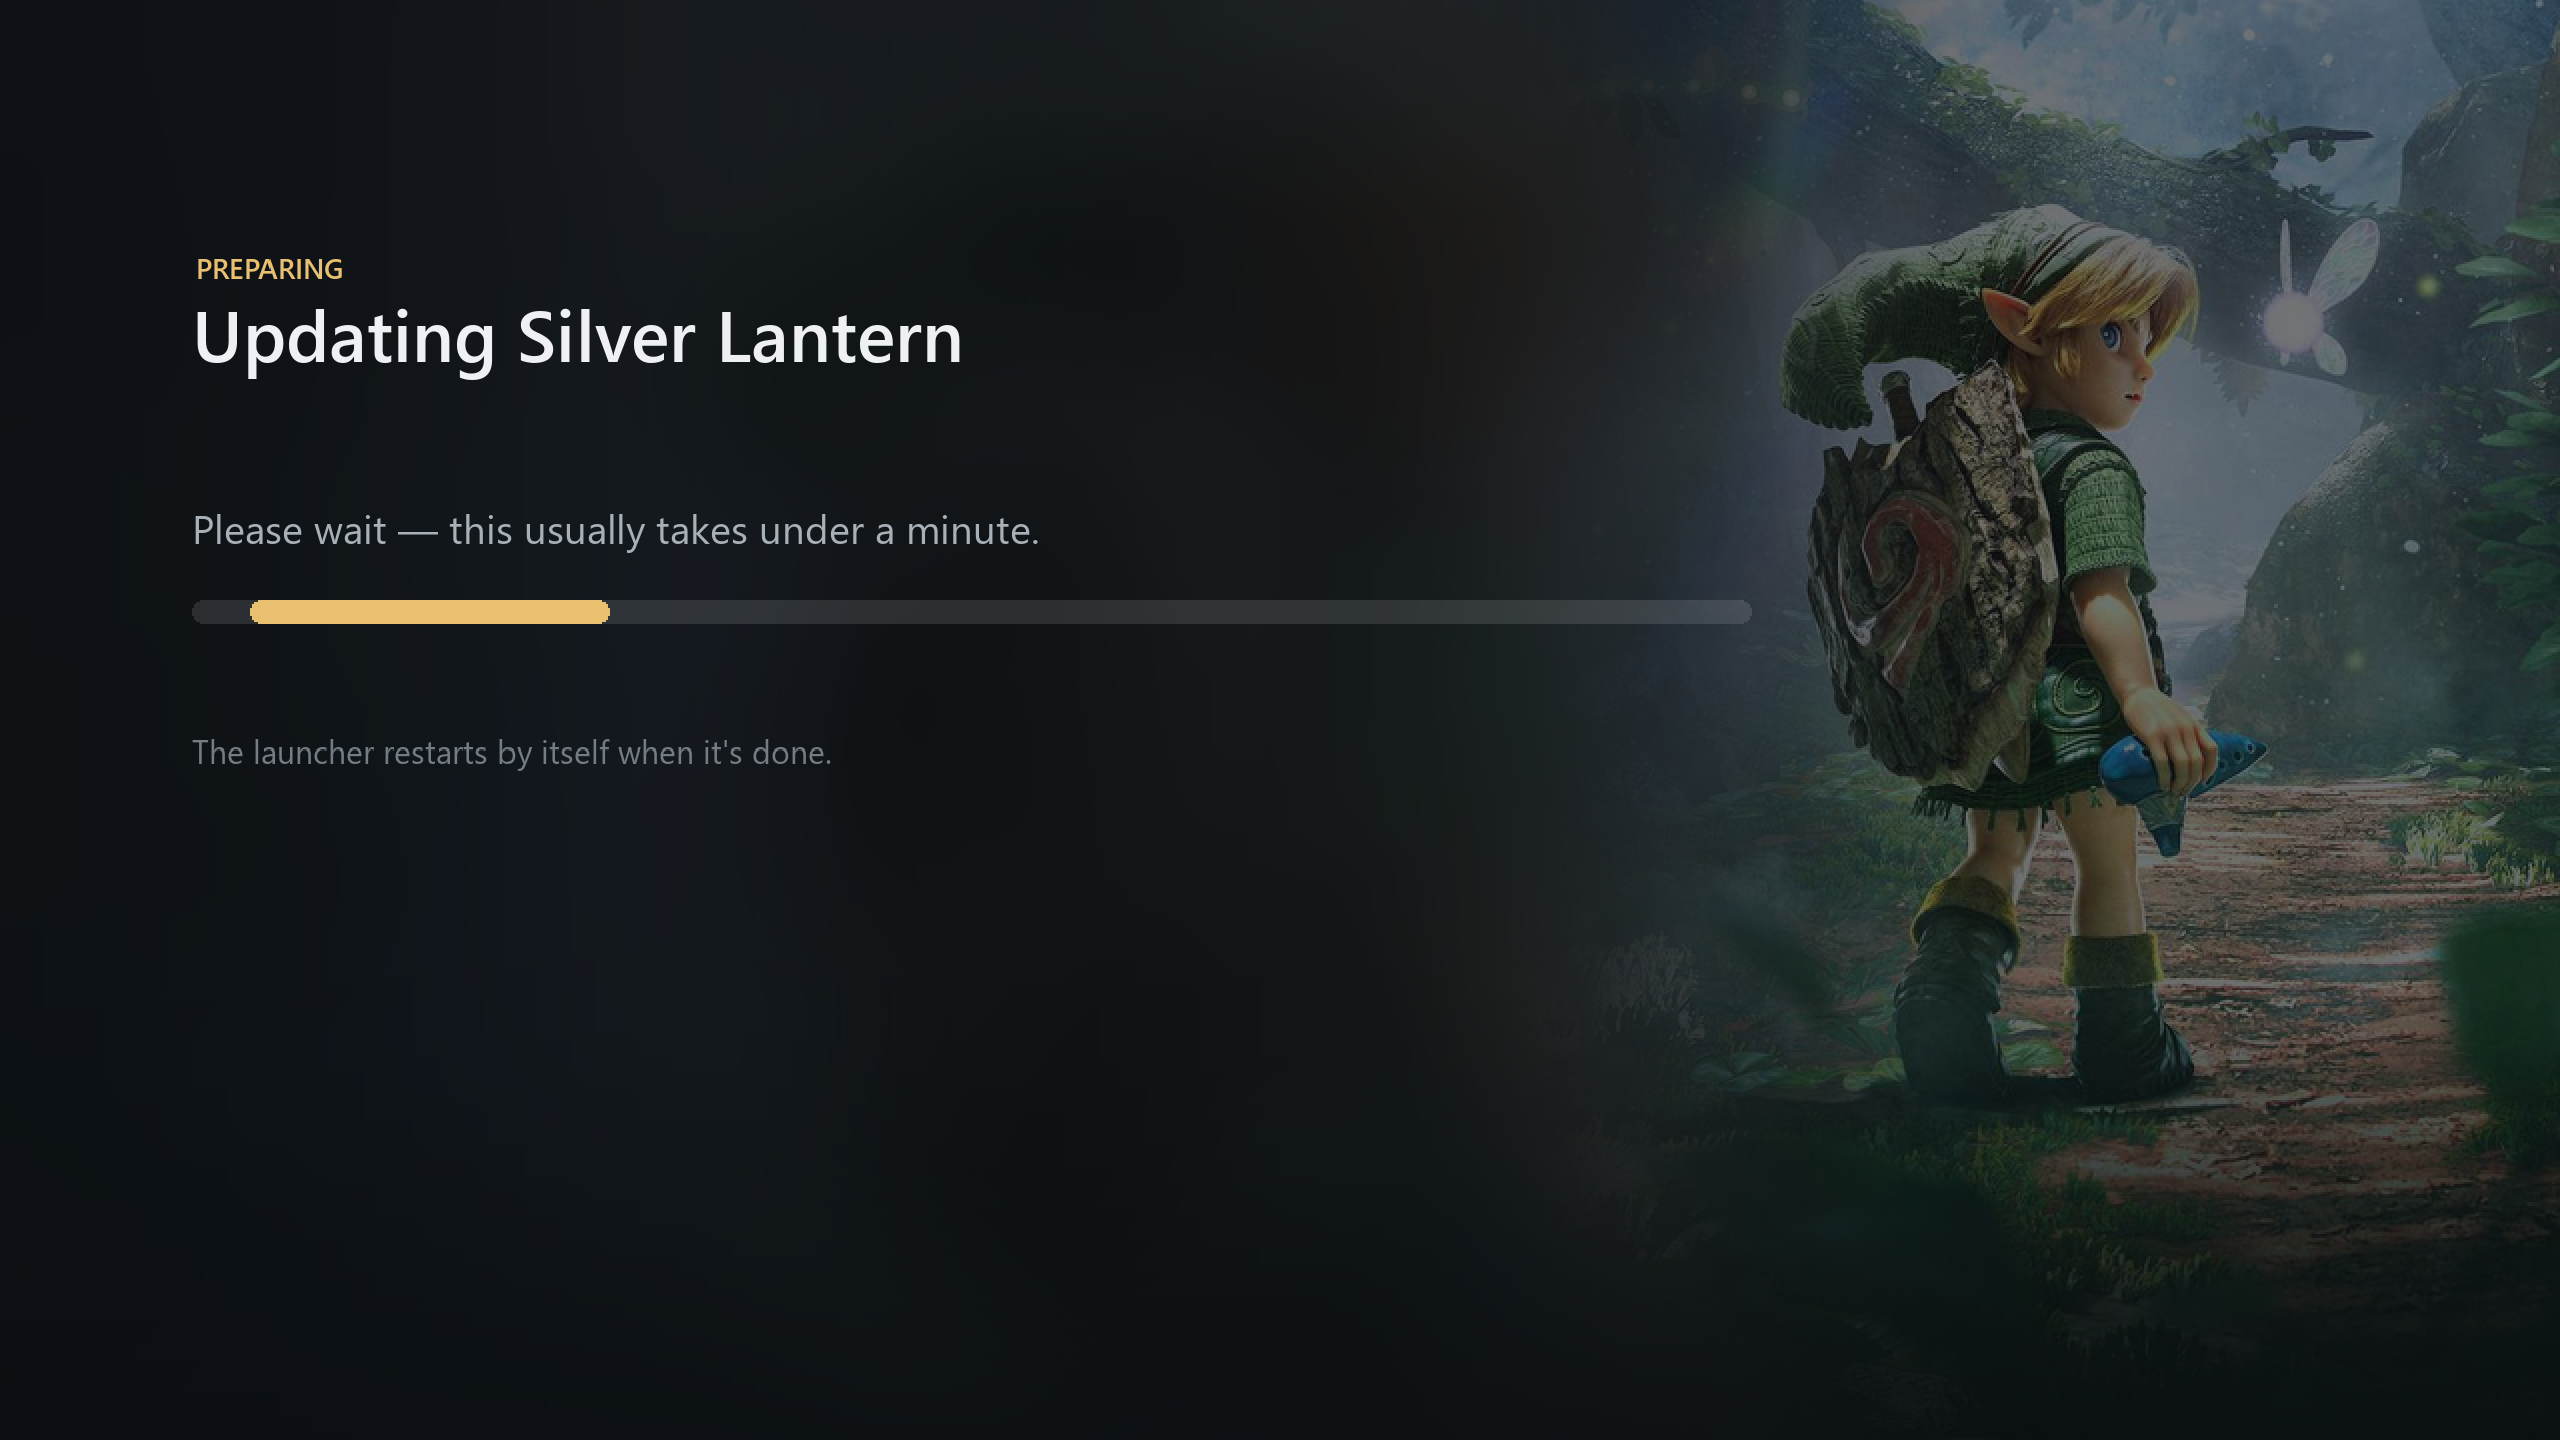 PREPARING
Updating Silver Lantern
Please wait — this usually takes under a minute.
The launcher restarts by itself when it's done.